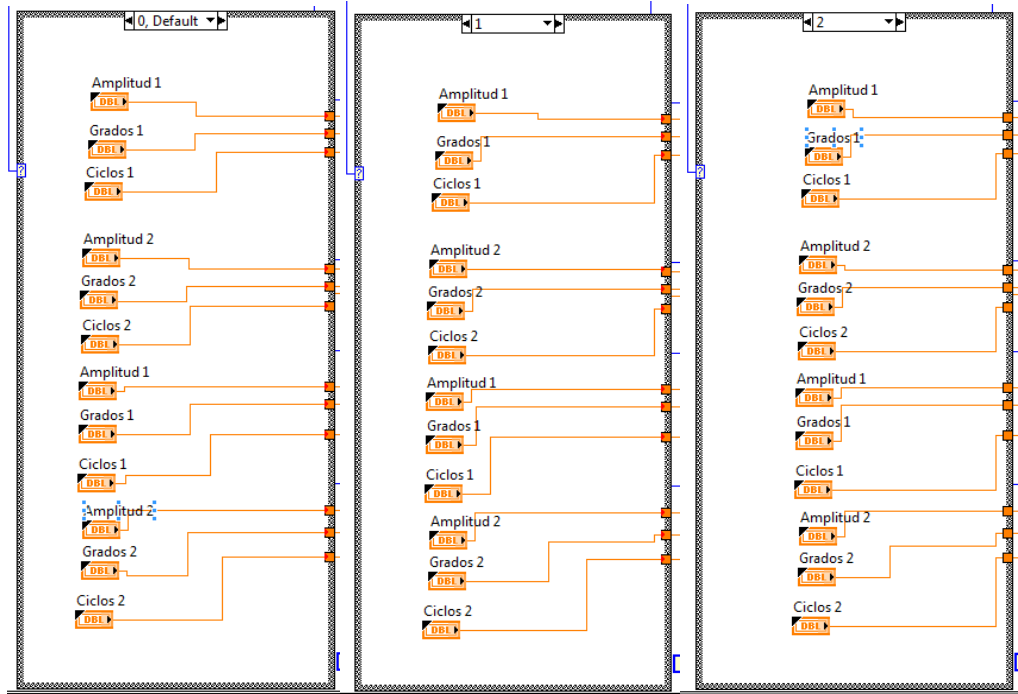 0, Default
Amplitud 1
DBL
Grados 1
DBL
Ciclos 1
DBL
Amplitud 2
DBL
Grados 2
DBL
Ciclos 2
DBL
Amplitud 1
DBL
Grados 1
DBL
Ciclos 1
DBL
Amplitud 2
DBL
Grados 2
DBL
Ciclos 2
DBL
?
1
Amplitud 1
DBL
Grados 1
DBL
Ciclos 1
DBL
Amplitud 2
DBL
Grados 2
DBL
Ciclos 2
DBL
Amplitud 1
DBL
Grados 1
DBL
Ciclos 1
DBL
Amplitud 2
DBL
Grados 2
DBL
Ciclos 2
DBL
?
2
Amplitud 1
DBL
Grados 1
DBL
Ciclos 1
DBL
Amplitud 2
DBL
Grados 2
DBL
Ciclos 2
DBL
Amplitud 1
DBL
Grados 1
DBL
Ciclos 1
DBL
Amplitud 2
DBL
Grados 2
DBL
Ciclos 2
DBL
?